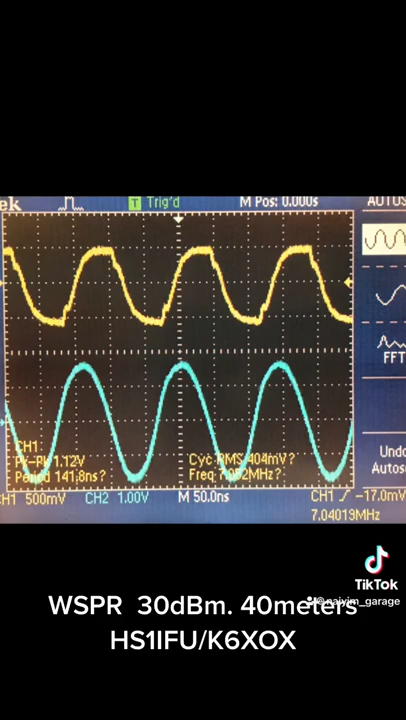 ek
T Trig'd
M Pos: 0.000s
AUTOS
FFT
CH1
Pk-Pk 1.12V
Period 141.8ns?
Cyc RMS 404mV?
Freq 7.052MHz?
Undo
Autose
CH1 500mV
CH2 1.00V
M 50.0ns
CH1 -17.0mV
7.04019MHz
TikTok
@naiyim_garage
WSPR 30dBm. 40meters
HS1IFU/K6XOX